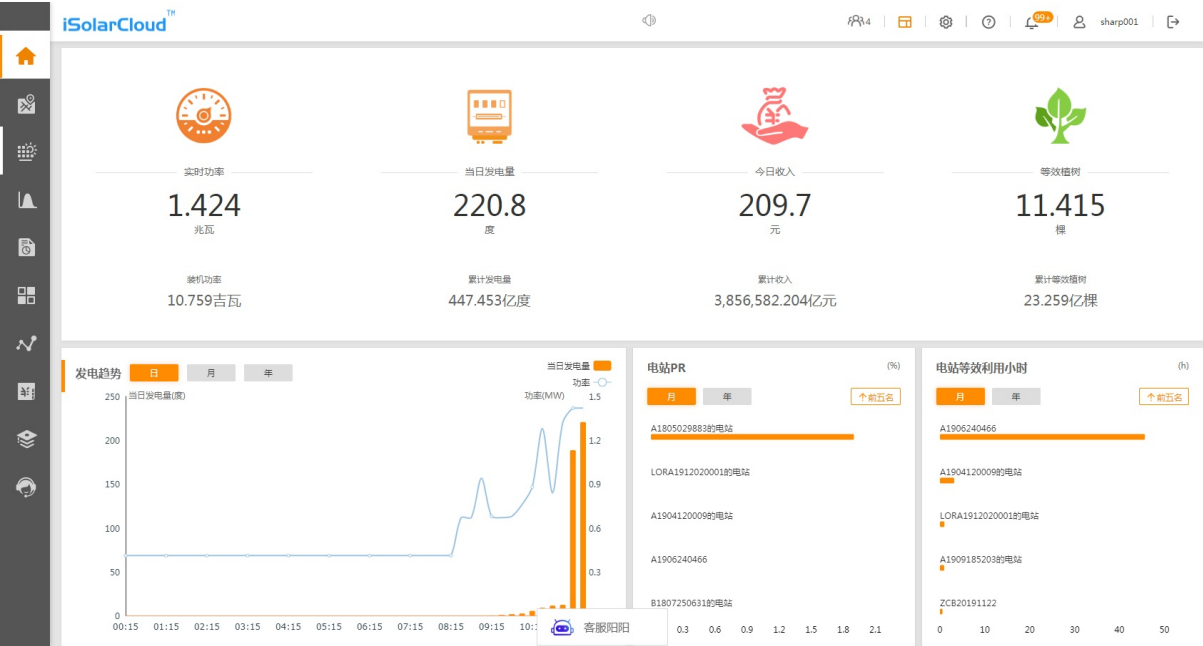 iSolarCloud™
4
99+
sharp001
实时功率
1.424
兆瓦
装机功率
10.759吉瓦
当日发电量
220.8
度
累计发电量
447.453亿度
今日收入
209.7
元
累计收入
3,856,582.204亿元
等效植树
11.415
棵
累计等效植树
23.259亿棵
发电趋势 日 月 年
当日发电量
功率
当日发电量(度)
功率(MW)
250
200
150
100
50
0
1.5
1.2
0.9
0.6
0.3
00:15 01:15 02:15 03:15 04:15 05:15 06:15 07:15 08:15 09:15 10:
客服阳阳
电站PR
(%)
月 年
个前五名
A1805029883的电站
LORA1912020001的电站
A1904120009的电站
A1906240466
B1807250631的电站
0.3 0.6 0.9 1.2 1.5 1.8 2.1
电站等效利用小时
(h)
月 年
个前五名
A1906240466
A1904120009的电站
LORA1912020001的电站
A1909185203的电站
ZCB20191122
0 10 20 30 40 50